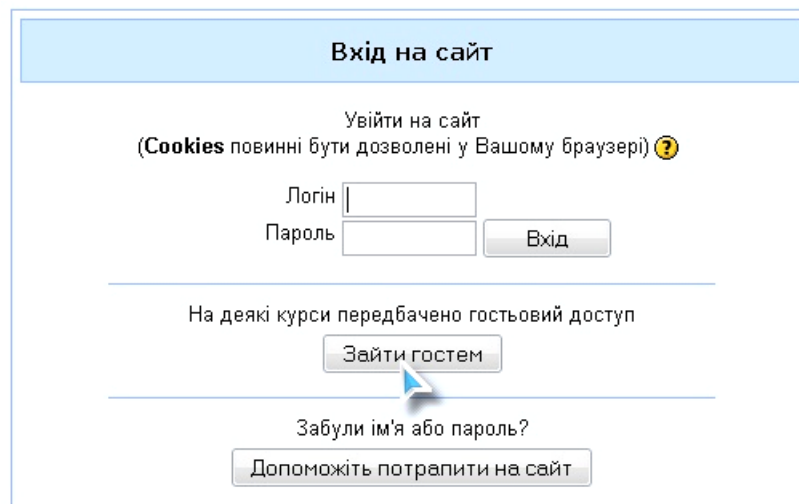 Вхід на сайт
Увійти на сайт
(Cookies повинні бути дозволені у Вашому браузері) ?
Логін
Пароль Вхід
На деякі курси передбачено гостьовий доступ
Зайти гостем
Забули ім'я або пароль?
Допоможіть потрапити на сайт